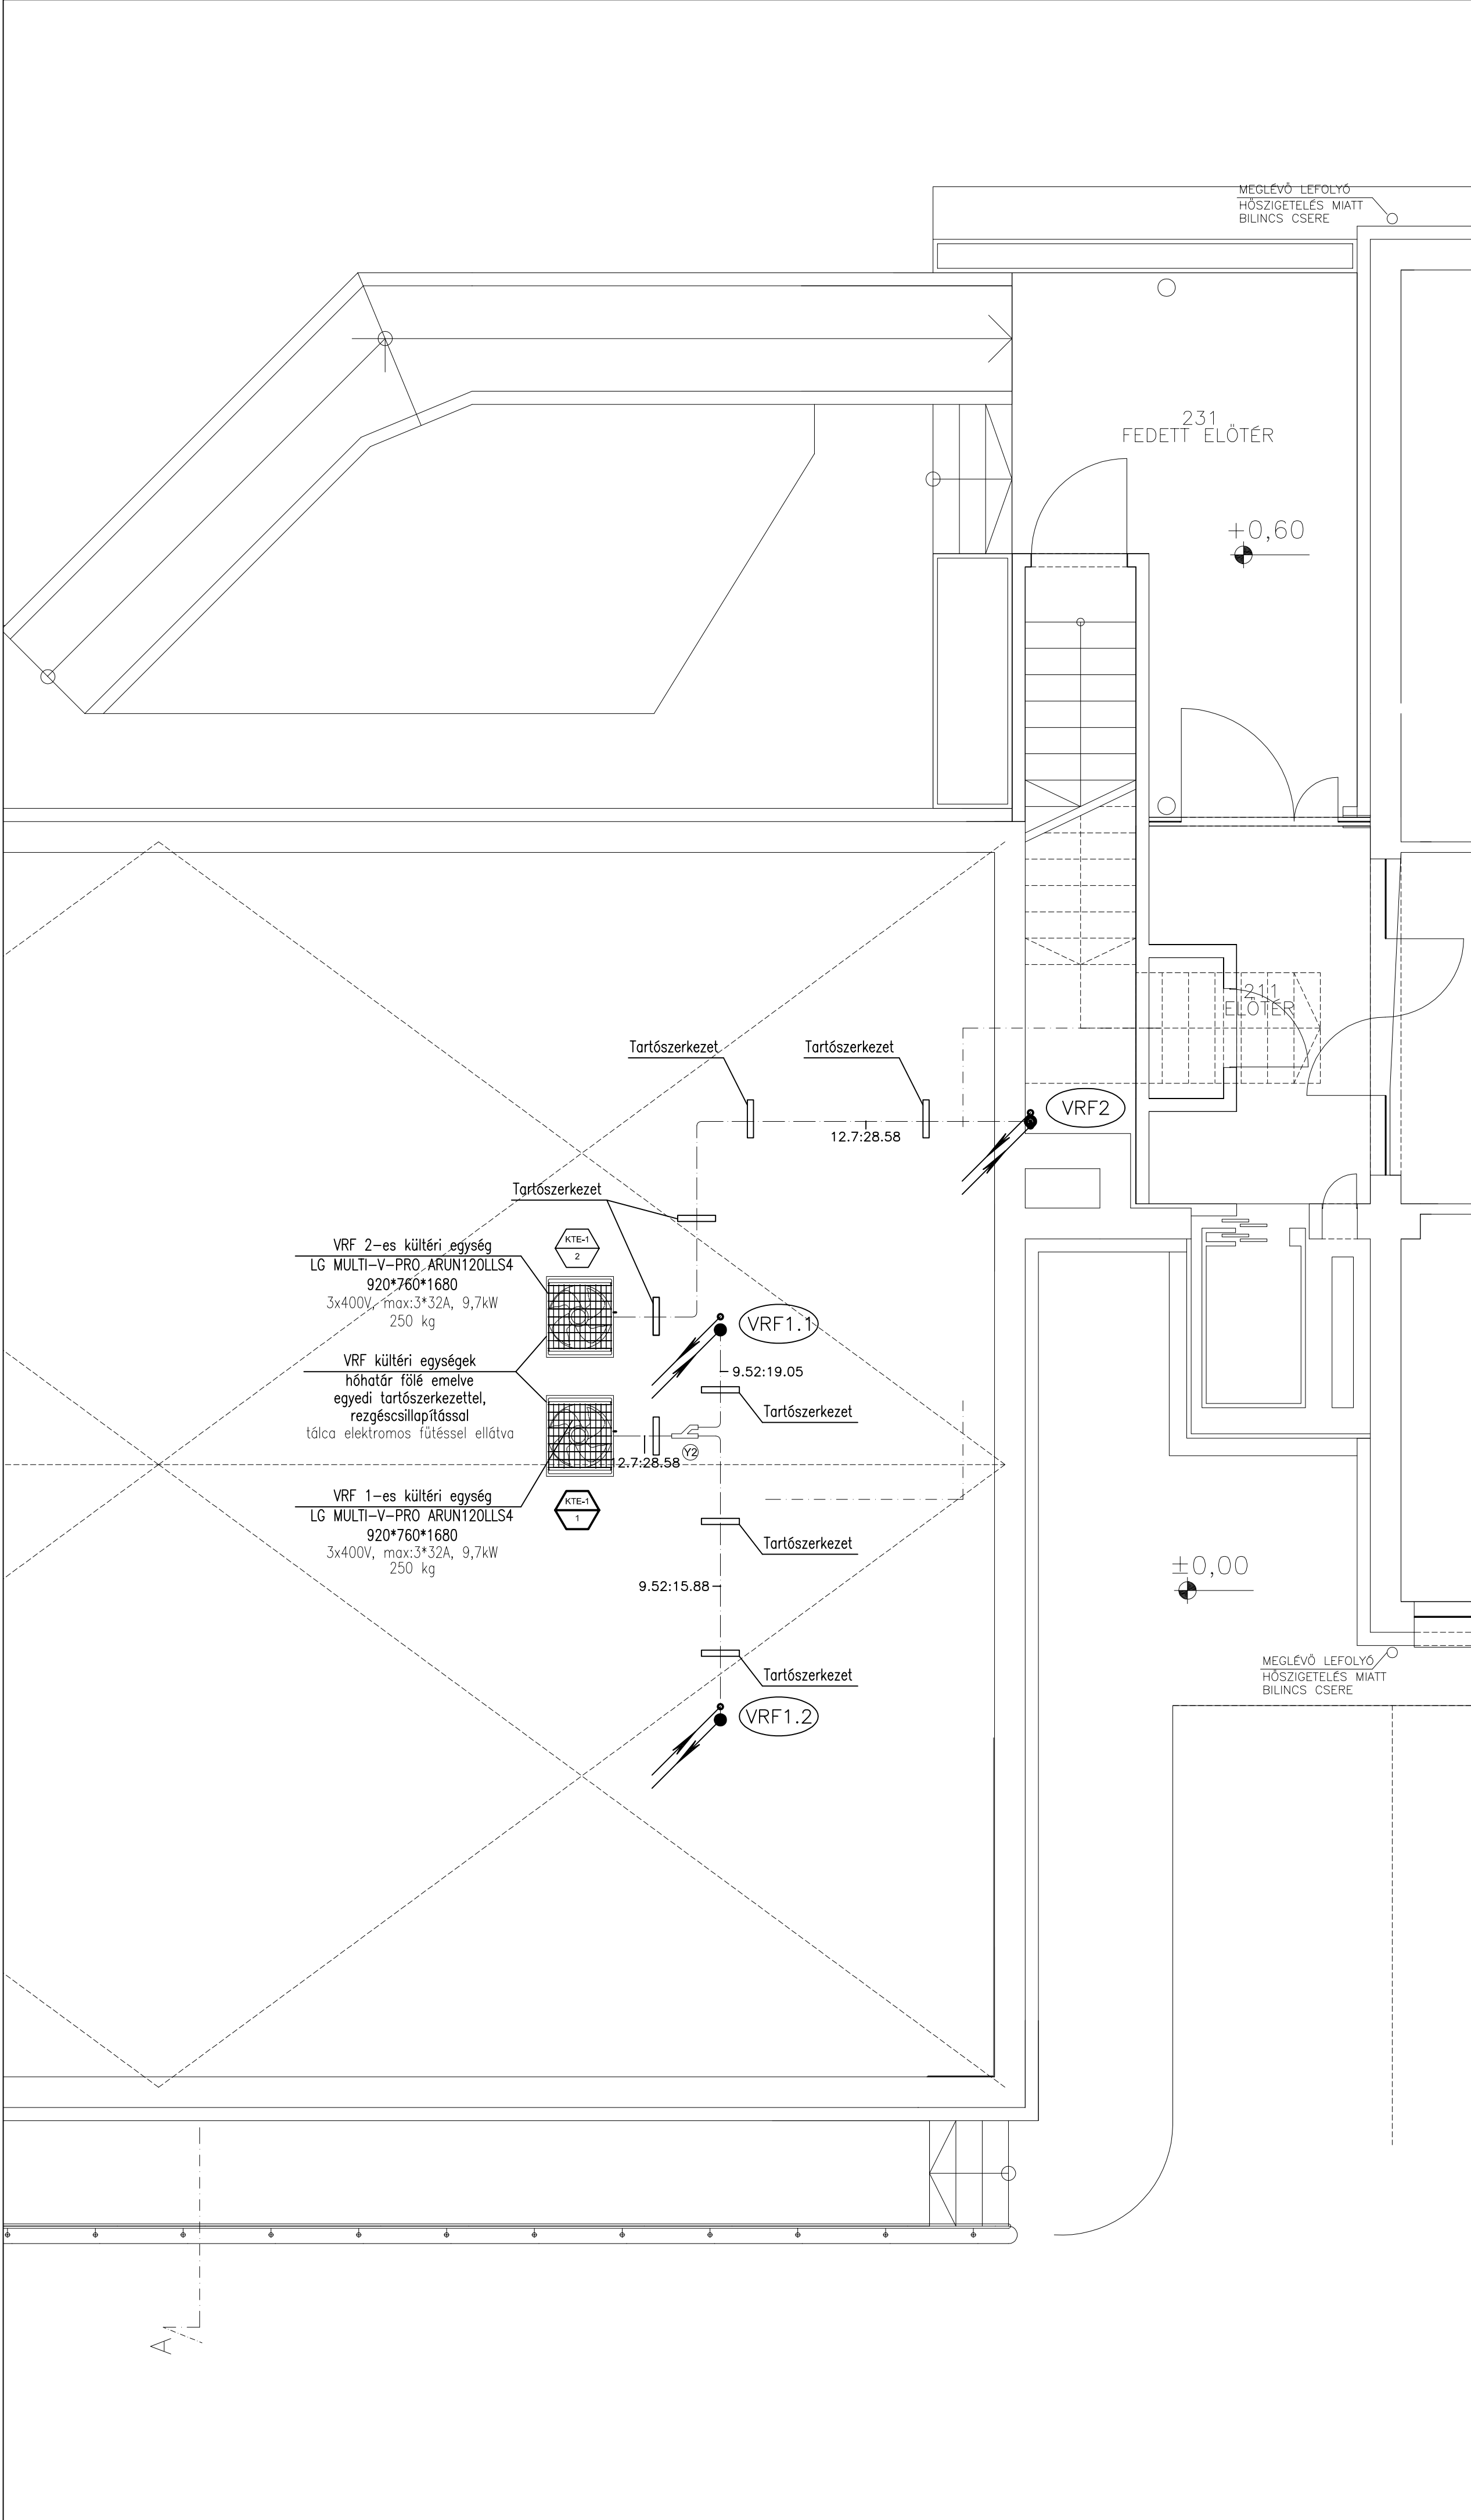 MEGLÉVŐ LEFOLYÓ
HŐSZIGETELÉS MIATT
BILINCS CSERE
231
FEDETT ELŐTÉR
+0,60
211
ELŐTÉR
Tartószerkezet
Tartószerkezet
VRF2
12.7:28.58
Tartószerkezet
KTE-1
2
VRF 2-es kültéri egység
LG MULTI-V-PRO ARUN120LLS4
920*760*1680
3x400V, max:3*32A, 9,7kW
250 kg
VRF1.1
VRF kültéri egységek
hóhatár fölé emelve
egyedi tartószerkezettel,
rezgéscsillapítással
tálca elektromos fűtéssel ellátva
9.52:19.05
Tartószerkezet
Y2
12.7:28.58
VRF 1-es kültéri egység
LG MULTI-V-PRO ARUN120LLS4
920*760*1680
3x400V, max:3*32A, 9,7kW
250 kg
KTE-1
1
Tartószerkezet
9.52:15.88
±0,00
Tartószerkezet
MEGLÉVŐ LEFOLYÓ
HŐSZIGETELÉS MIATT
BILINCS CSERE
VRF1.2
A